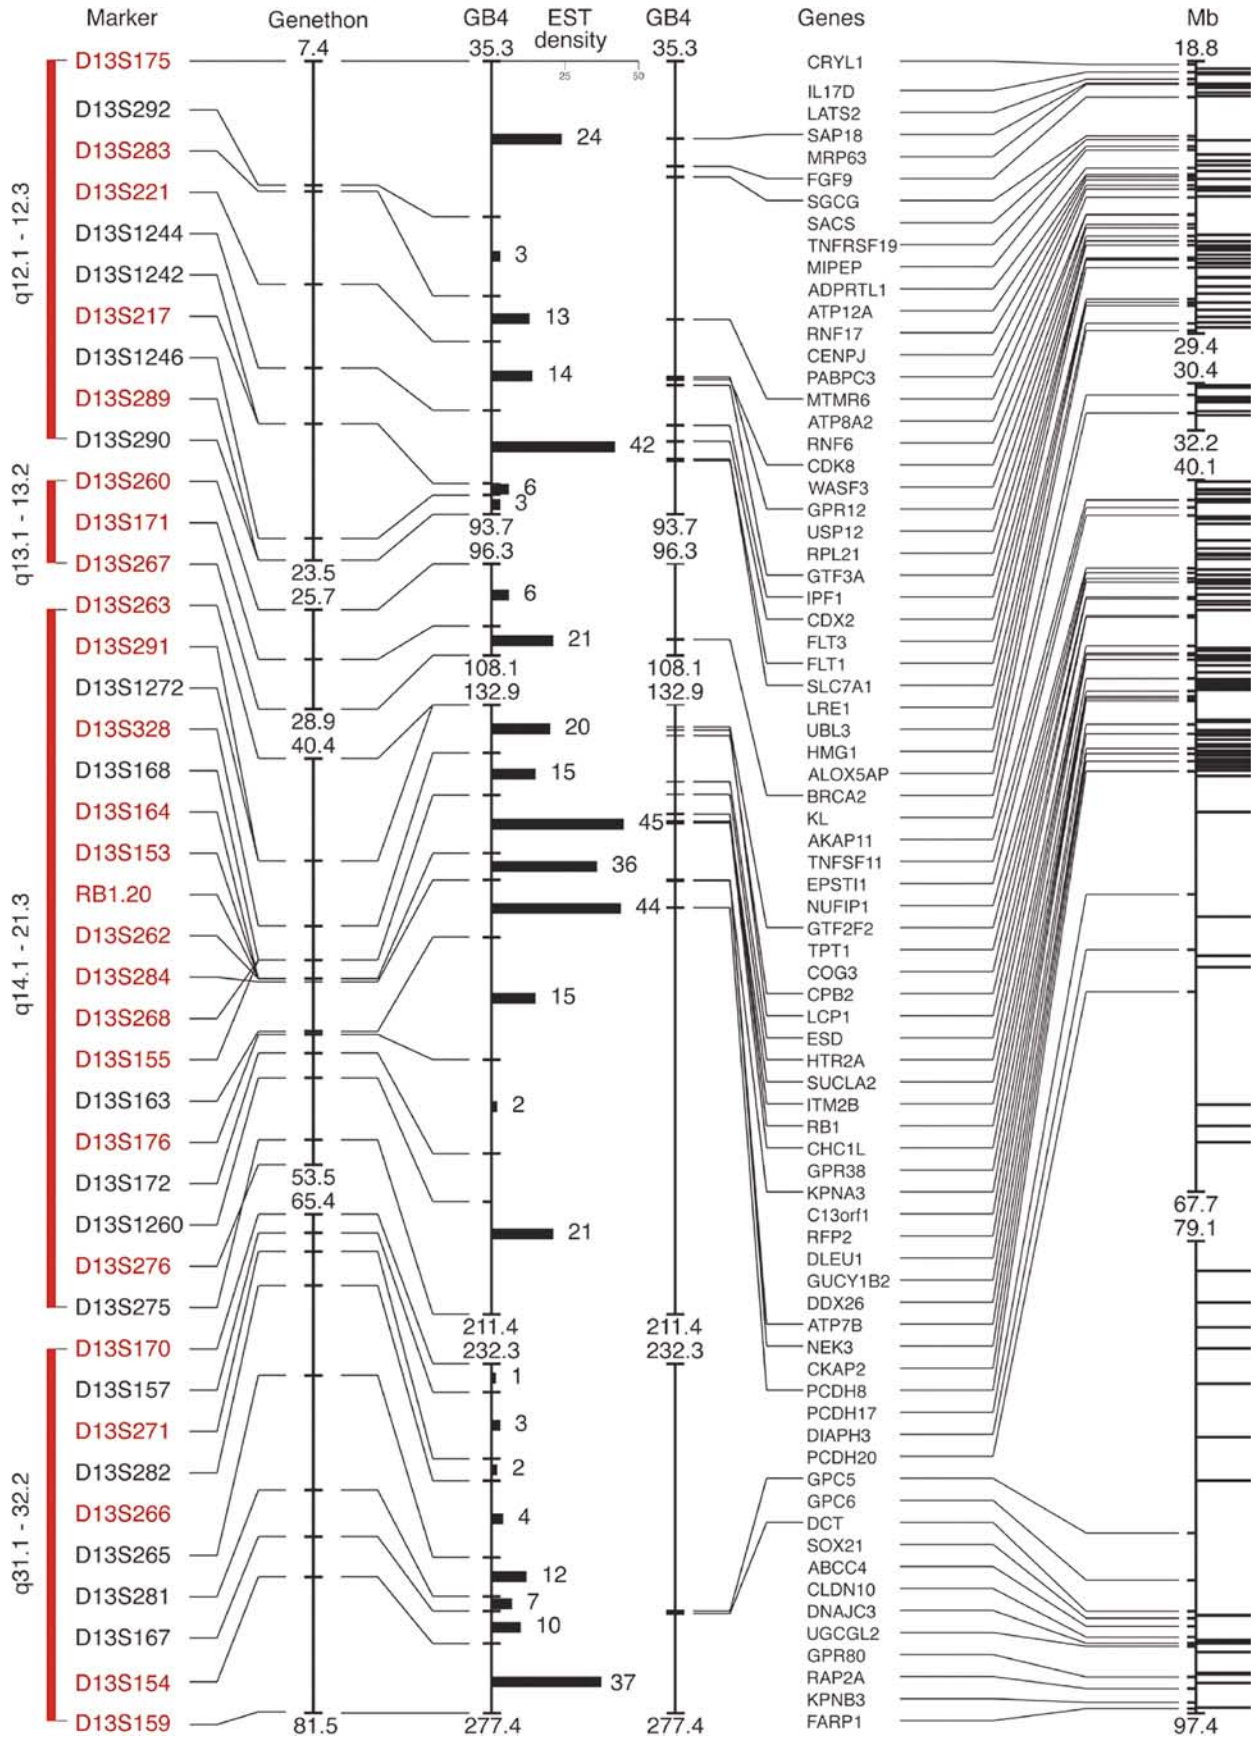 Marker Genethon GB4 EST density GB4 Genes Mb
7.4 35.3 25 50 35.3 18.8
q12.1 - 12.3
q13.1 - 13.2
q14.1 - 21.3
q31.1 - 32.2
D13S175
D13S292
D13S283
D13S221
D13S1244
D13S1242
D13S217
D13S1246
D13S289
D13S290
D13S260
D13S171
D13S267
D13S263
D13S291
D13S1272
D13S328
D13S168
D13S164
D13S153
RB1.20
D13S262
D13S284
D13S268
D13S155
D13S163
D13S176
D13S172
D13S1260
D13S276
D13S275
D13S170
D13S157
D13S271
D13S282
D13S266
D13S265
D13S281
D13S167
D13S154
D13S159
23.5
25.7
28.9
40.4
53.5
65.4
81.5
24
3
13
14
42
6
3
93.7
96.3
6
21
108.1
132.9
20
15
45
36
44
15
2
21
211.4
232.3
1
3
2
4
12
7
10
37
277.4
93.7
96.3
108.1
132.9
211.4
232.3
277.4
CRYL1
IL17D
LATS2
SAP18
MRP63
FGF9
SGCG
SACS
TNFRSF19
MIPEP
ADPRTL1
ATP12A
RNF17
CENPJ
PABPC3
MTMR6
ATP8A2
RNF6
CDK8
WASF3
GPR12
USP12
RPL21
GTF3A
IPF1
CDX2
FLT3
FLT1
SLC7A1
LRE1
UBL3
HMG1
ALOX5AP
BRCA2
KL
AKAP11
TNFSF11
EPSTI1
NUFIP1
GTF2F2
TPT1
COG3
CPB2
LCP1
ESD
HTR2A
SUCLA2
ITM2B
RB1
CHC1L
GPR38
KPNA3
C13orf1
RFP2
DLEU1
GUCY1B2
DDX26
ATP7B
NEK3
CKAP2
PCDH8
PCDH17
DIAPH3
PCDH20
GPC5
GPC6
DCT
SOX21
ABCC4
CLDN10
DNAJC3
UGCGL2
GPR80
RAP2A
KPNB3
FARP1
29.4
30.4
32.2
40.1
67.7
79.1
97.4